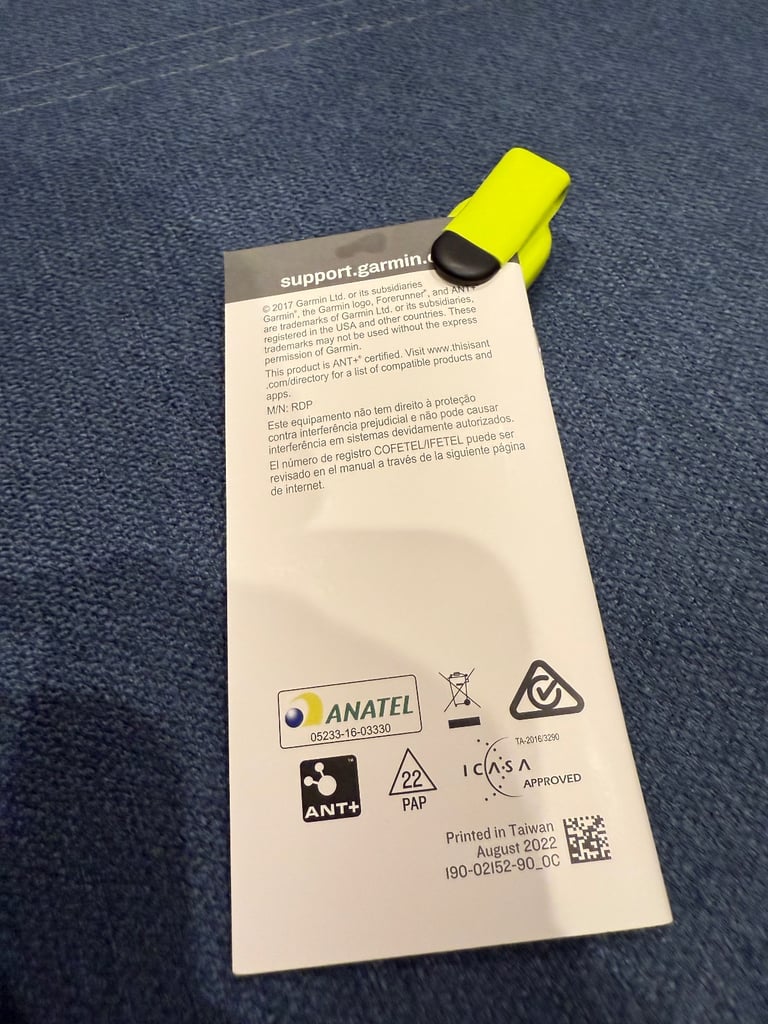 support.garmin.
© 2017 Garmin Ltd. or its subsidiaries
Garmin®, the Garmin logo, Forerunner®, and ANT+
are trademarks of Garmin Ltd. or its subsidiaries,
registered in the USA and other countries. These
trademarks may not be used without the express
permission of Garmin.
This product is ANT+® certified. Visit www.thisisant
.com/directory for a list of compatible products and
apps.
M/N: RDP
Este equipamento não tem direito à proteção
contra interferência prejudicial e não pode causar
interferência em sistemas devidamente autorizados.
El número de registro COFETEL/IFETEL puede ser
revisado en el manual a través de la siguiente página
de internet.
ANATEL
05233-16-03330
ANT+™
22
PAP
TA-2016/3290
ICASA
APPROVED
Printed in Taiwan
August 2022
190-02152-90_0C